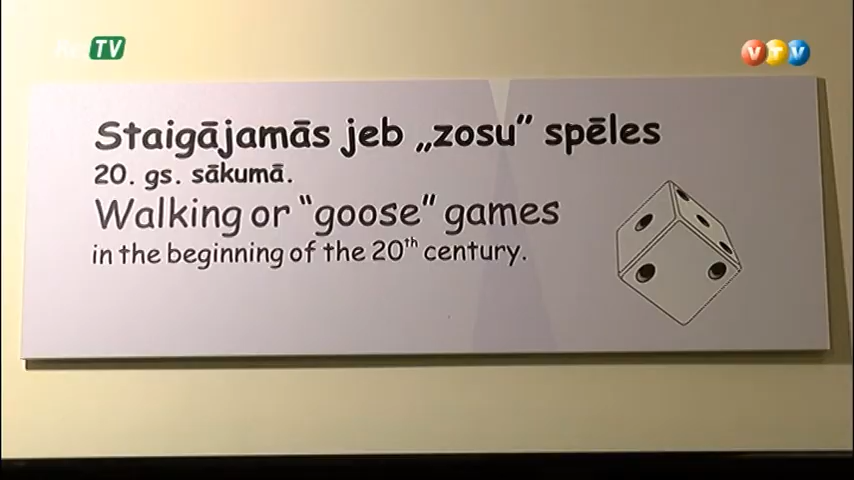 TV
VTV
Staigājamās jeb „zosu” spēles
20. gs. sākumā.
Walking or “goose” games
in the beginning of the 20th century.